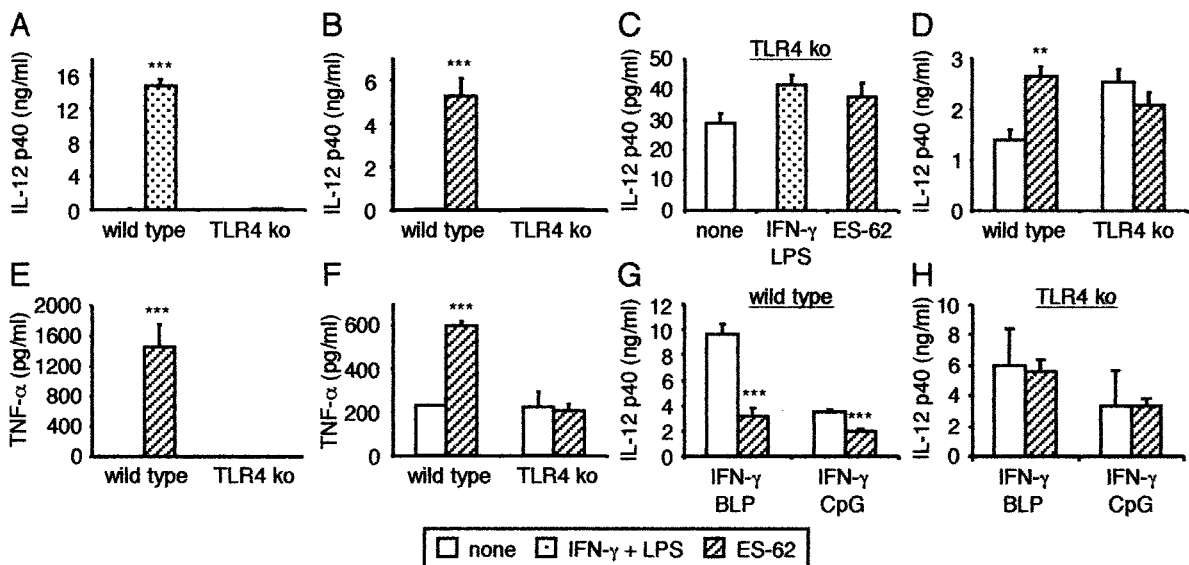 A
IL-12 p40 (ng/ml)
16
12
8
4
0
***
wild type TLR4 ko
B
IL-12 p40 (ng/ml)
6
4
2
0
***
wild type TLR4 ko
C
IL-12 p40 (pg/ml)
TLR4 ko
50
40
30
20
10
0
none IFN-γ ES-62
LPS
D
IL-12 p40 (ng/ml)
3
2
1
0
**
wild type TLR4 ko
E
TNF-α (pg/ml)
2000
1600
1200
800
400
0
***
wild type TLR4 ko
F
TNF-α (pg/ml)
600
400
200
0
***
wild type TLR4 ko
G
IL-12 p40 (ng/ml)
wild type
12
10
8
6
4
2
0
***
***
IFN-γ IFN-γ
BLP CpG
H
IL-12 p40 (ng/ml)
TLR4 ko
10
8
6
4
2
0
IFN-γ IFN-γ
BLP CpG
none IFN-γ + LPS ES-62